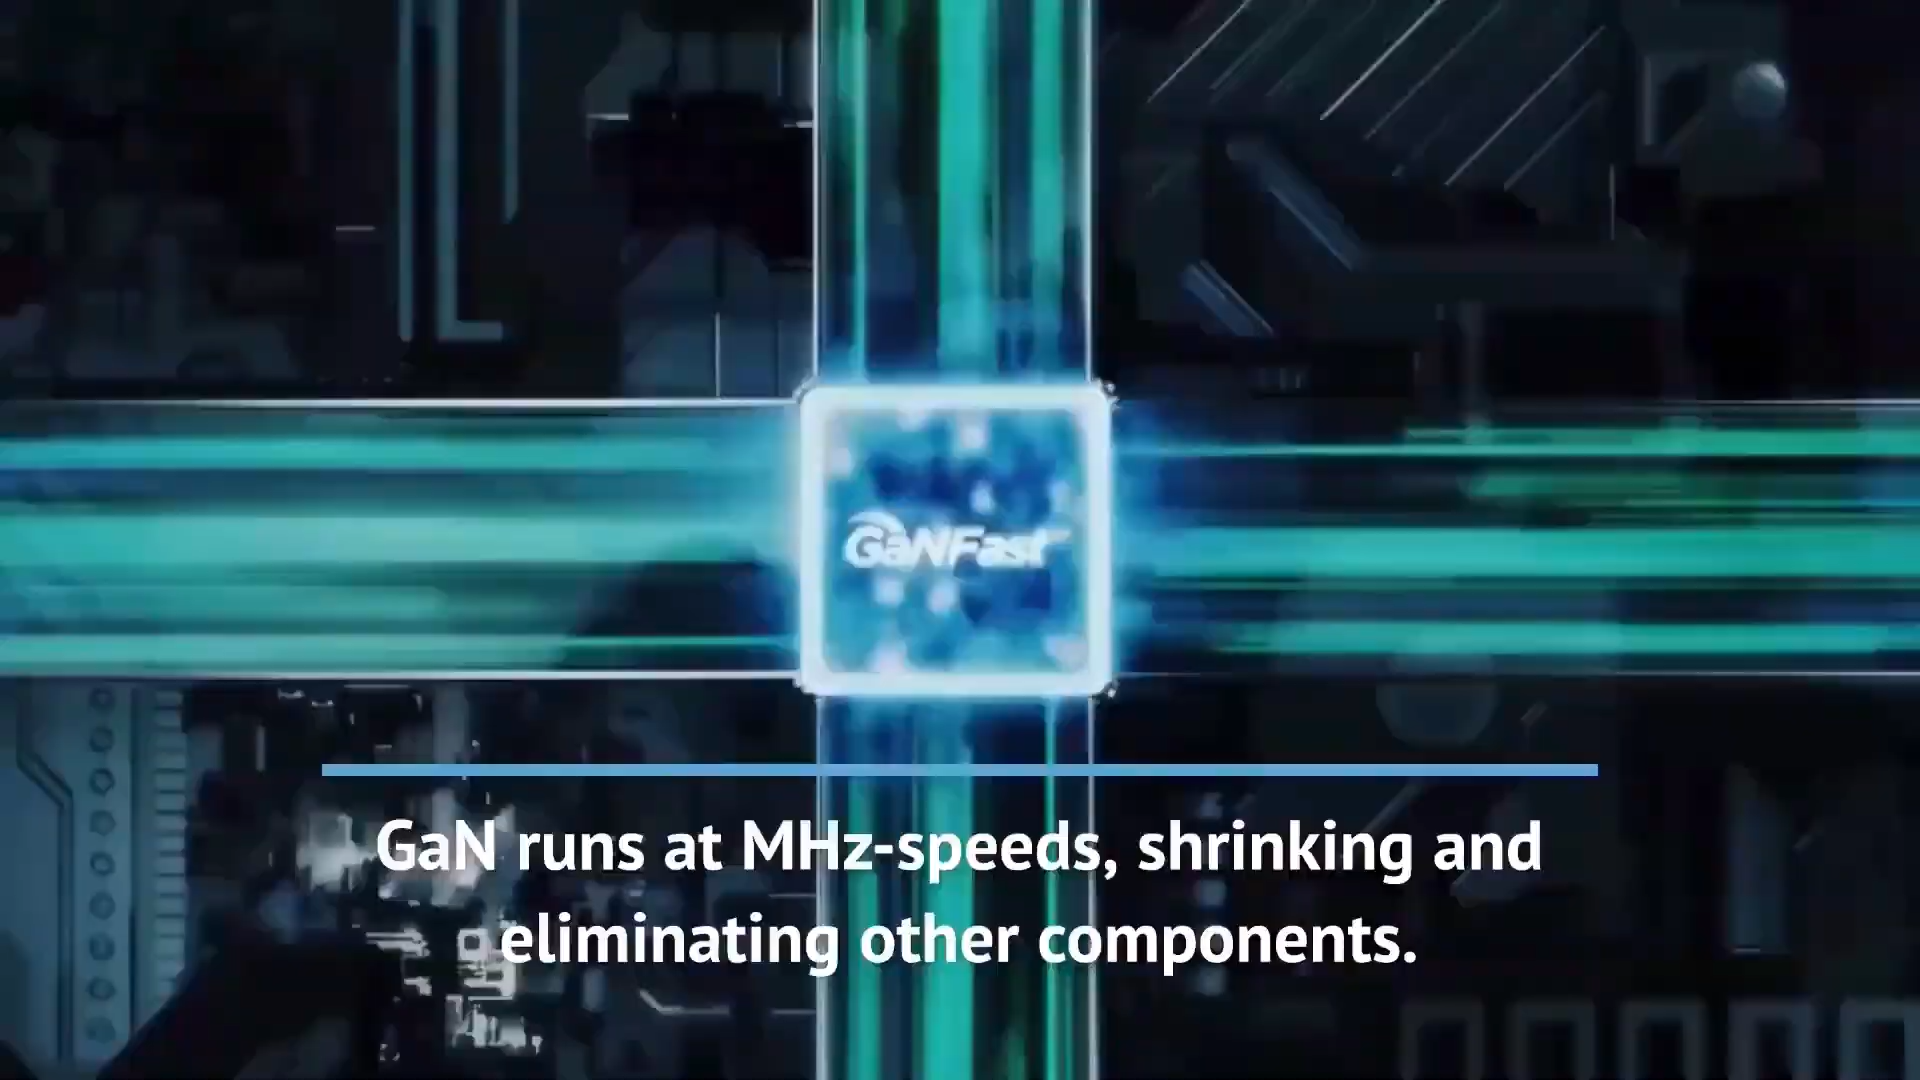 GaNFast
GaN runs at MHz-speeds, shrinking and
eliminating other components.